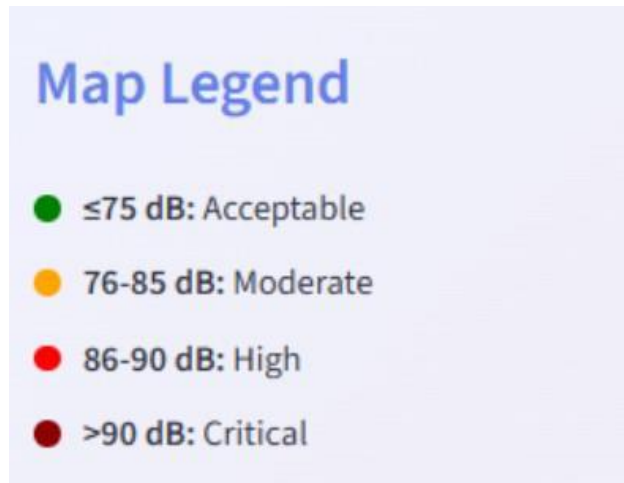 Map Legend
≤75 dB: Acceptable
76-85 dB: Moderate
86-90 dB: High
>90 dB: Critical